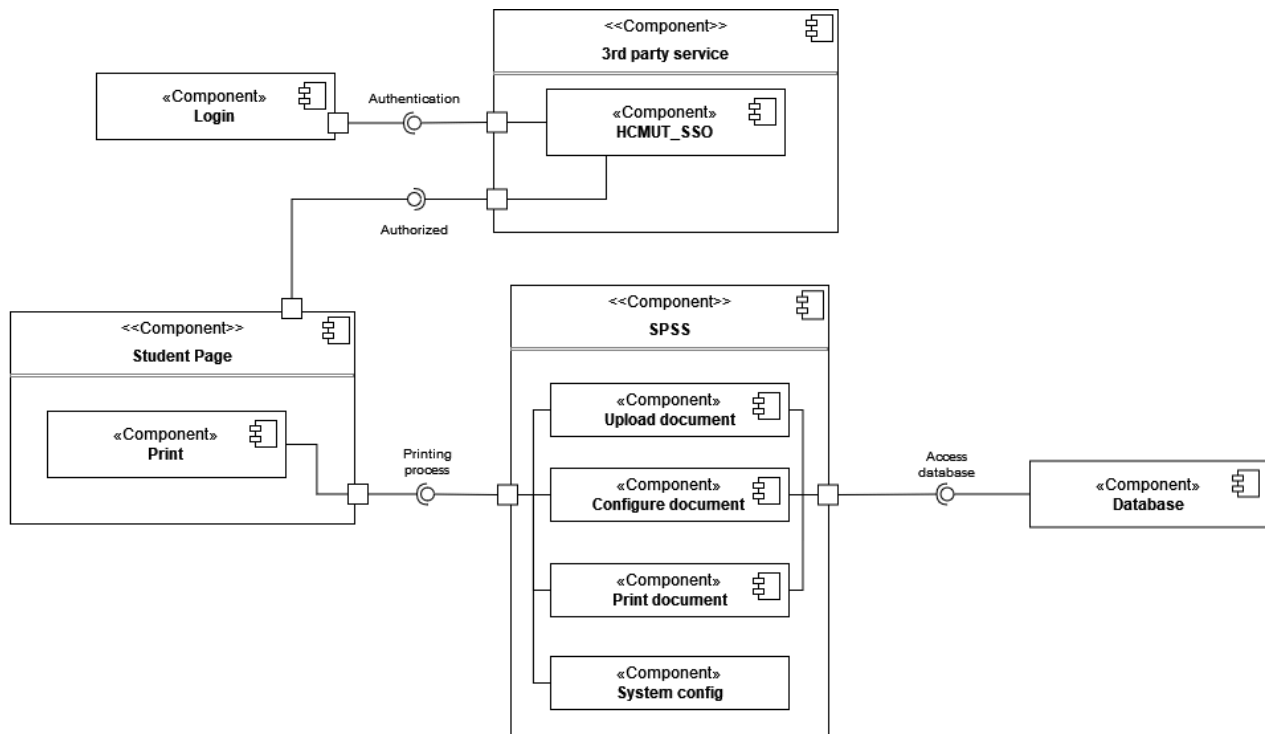 <<Component>>
3rd party service
«Component»
Login
Authentication
«Component»
HCMUT_SSO
Authorized
<<Component>>
Student Page
«Component»
Print
Printing
process
<<Component>>
SPSS
«Component»
Upload document
«Component»
Configure document
«Component»
Print document
«Component»
System config
Access
database
«Component»
Database